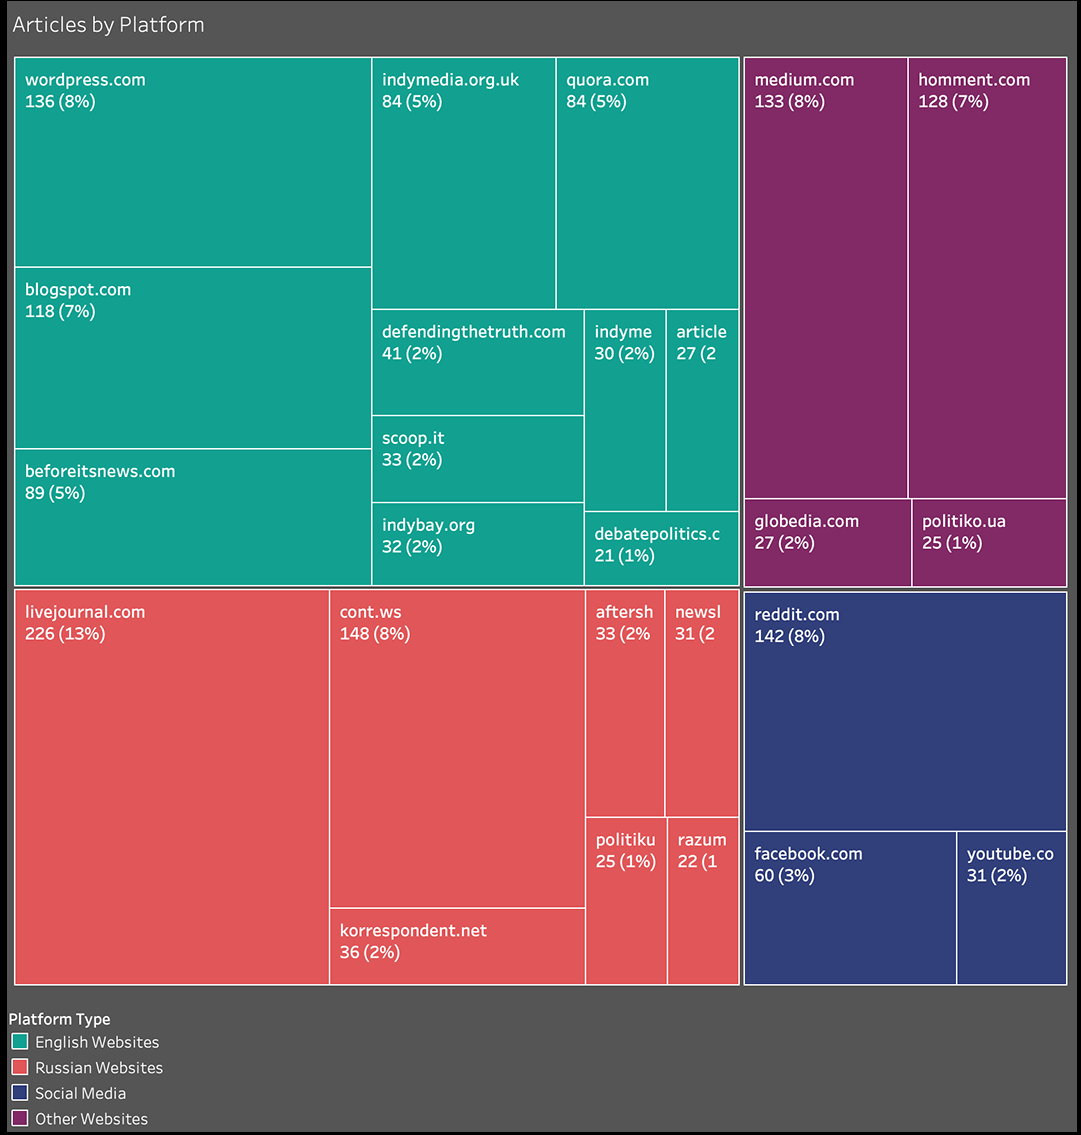 Articles by Platform
wordpress.com
136 (8%)
blogspot.com
118 (7%)
beforeitsnews.com
89 (5%)
indymedia.org.uk
84 (5%)
quora.com
84 (5%)
defendingthetruth.com
41 (2%)
scoop.it
33 (2%)
indybay.org
32 (2%)
indyme
30 (2%)
article
27 (2
debatepolitics.c
21 (1%)
medium.com
133 (8%)
homment.com
128 (7%)
globedia.com
27 (2%)
politiko.ua
25 (1%)
livejournal.com
226 (13%)
cont.ws
148 (8%)
korrespondent.net
36 (2%)
aftersh
33 (2%
newsl
31 (2
politiku
25 (1%)
razum
22 (1
reddit.com
142 (8%)
facebook.com
60 (3%)
youtube.co
31 (2%)
Platform Type
English Websites
Russian Websites
Social Media
Other Websites